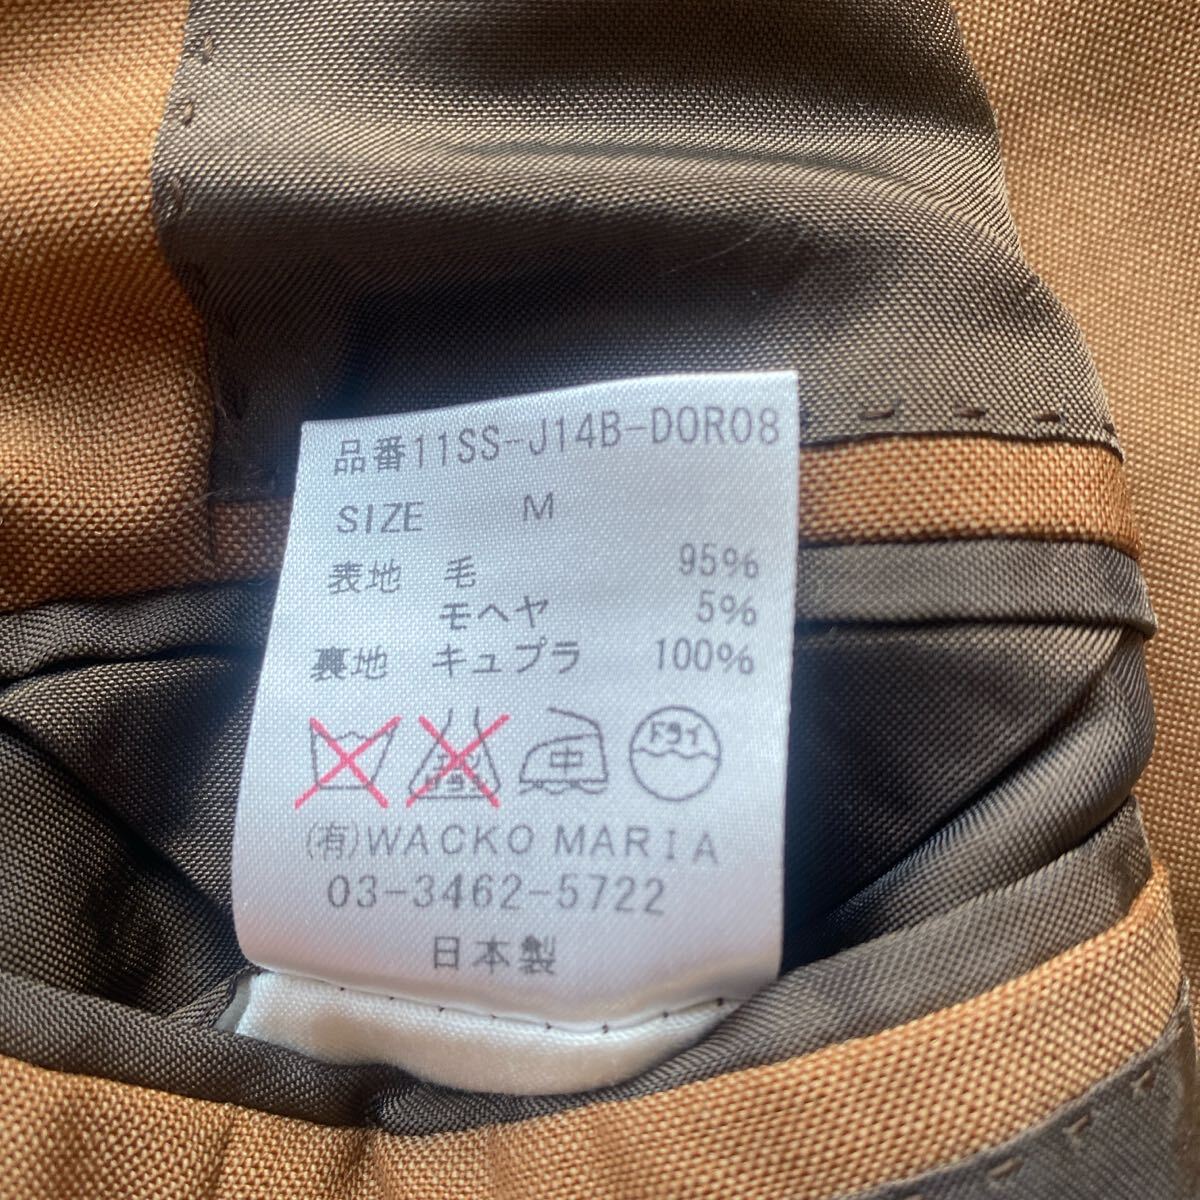 品番11SS-J14B-DOR08
SIZE M
表地 毛 95%
モヘヤ 5%
裏地 キュプラ 100%
中 ドライ
(有)WACKO MARIA
03-3462-5722
日本製